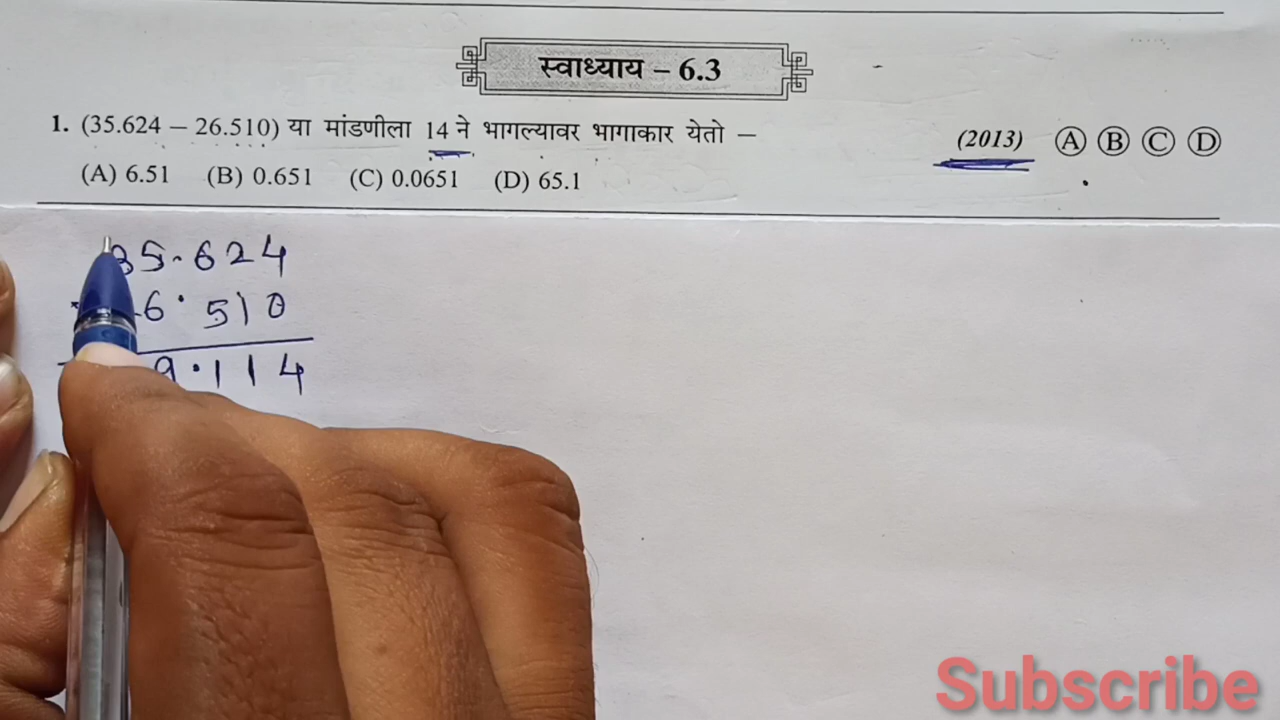 स्वाध्याय – 6.3
1. (35.624 – 26.510) या मांडणीला 14 ने भागल्यावर भागाकार येतो – (2013) Ⓐ Ⓑ Ⓒ Ⓓ
(A) 6.51 (B) 0.651 (C) 0.0651 (D) 65.1
35.624
6.510
9.114
Subscribe